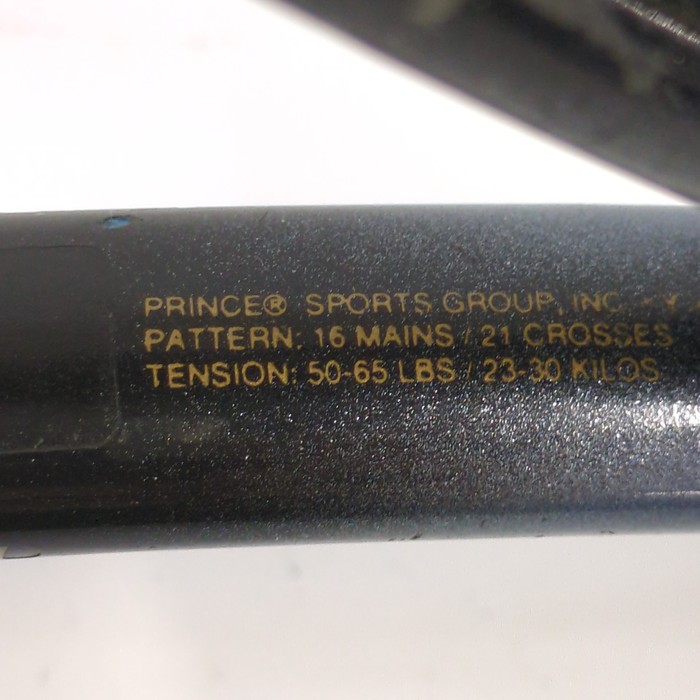 PRINCE® SPORTS GROUP, INC.
PATTERN: 16 MAINS / 21 CROSSES
TENSION: 50-65 LBS / 23-30 KILOS